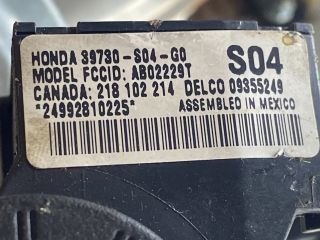 HONDA 39730-S04-G0
S04
MODEL FCCID: AB02229T
CANADA: 218 102 214 DELCO 09355249
*24992810225* ASSEMBLED IN MEXICO